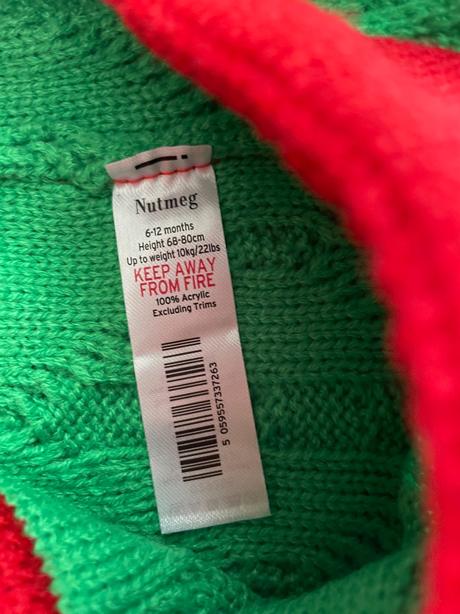 Nutmeg
6-12 months
Height 68-80cm
Up to weight 10kg/22lbs
KEEP AWAY
FROM FIRE
100% Acrylic
Excluding Trims
5 059557337263